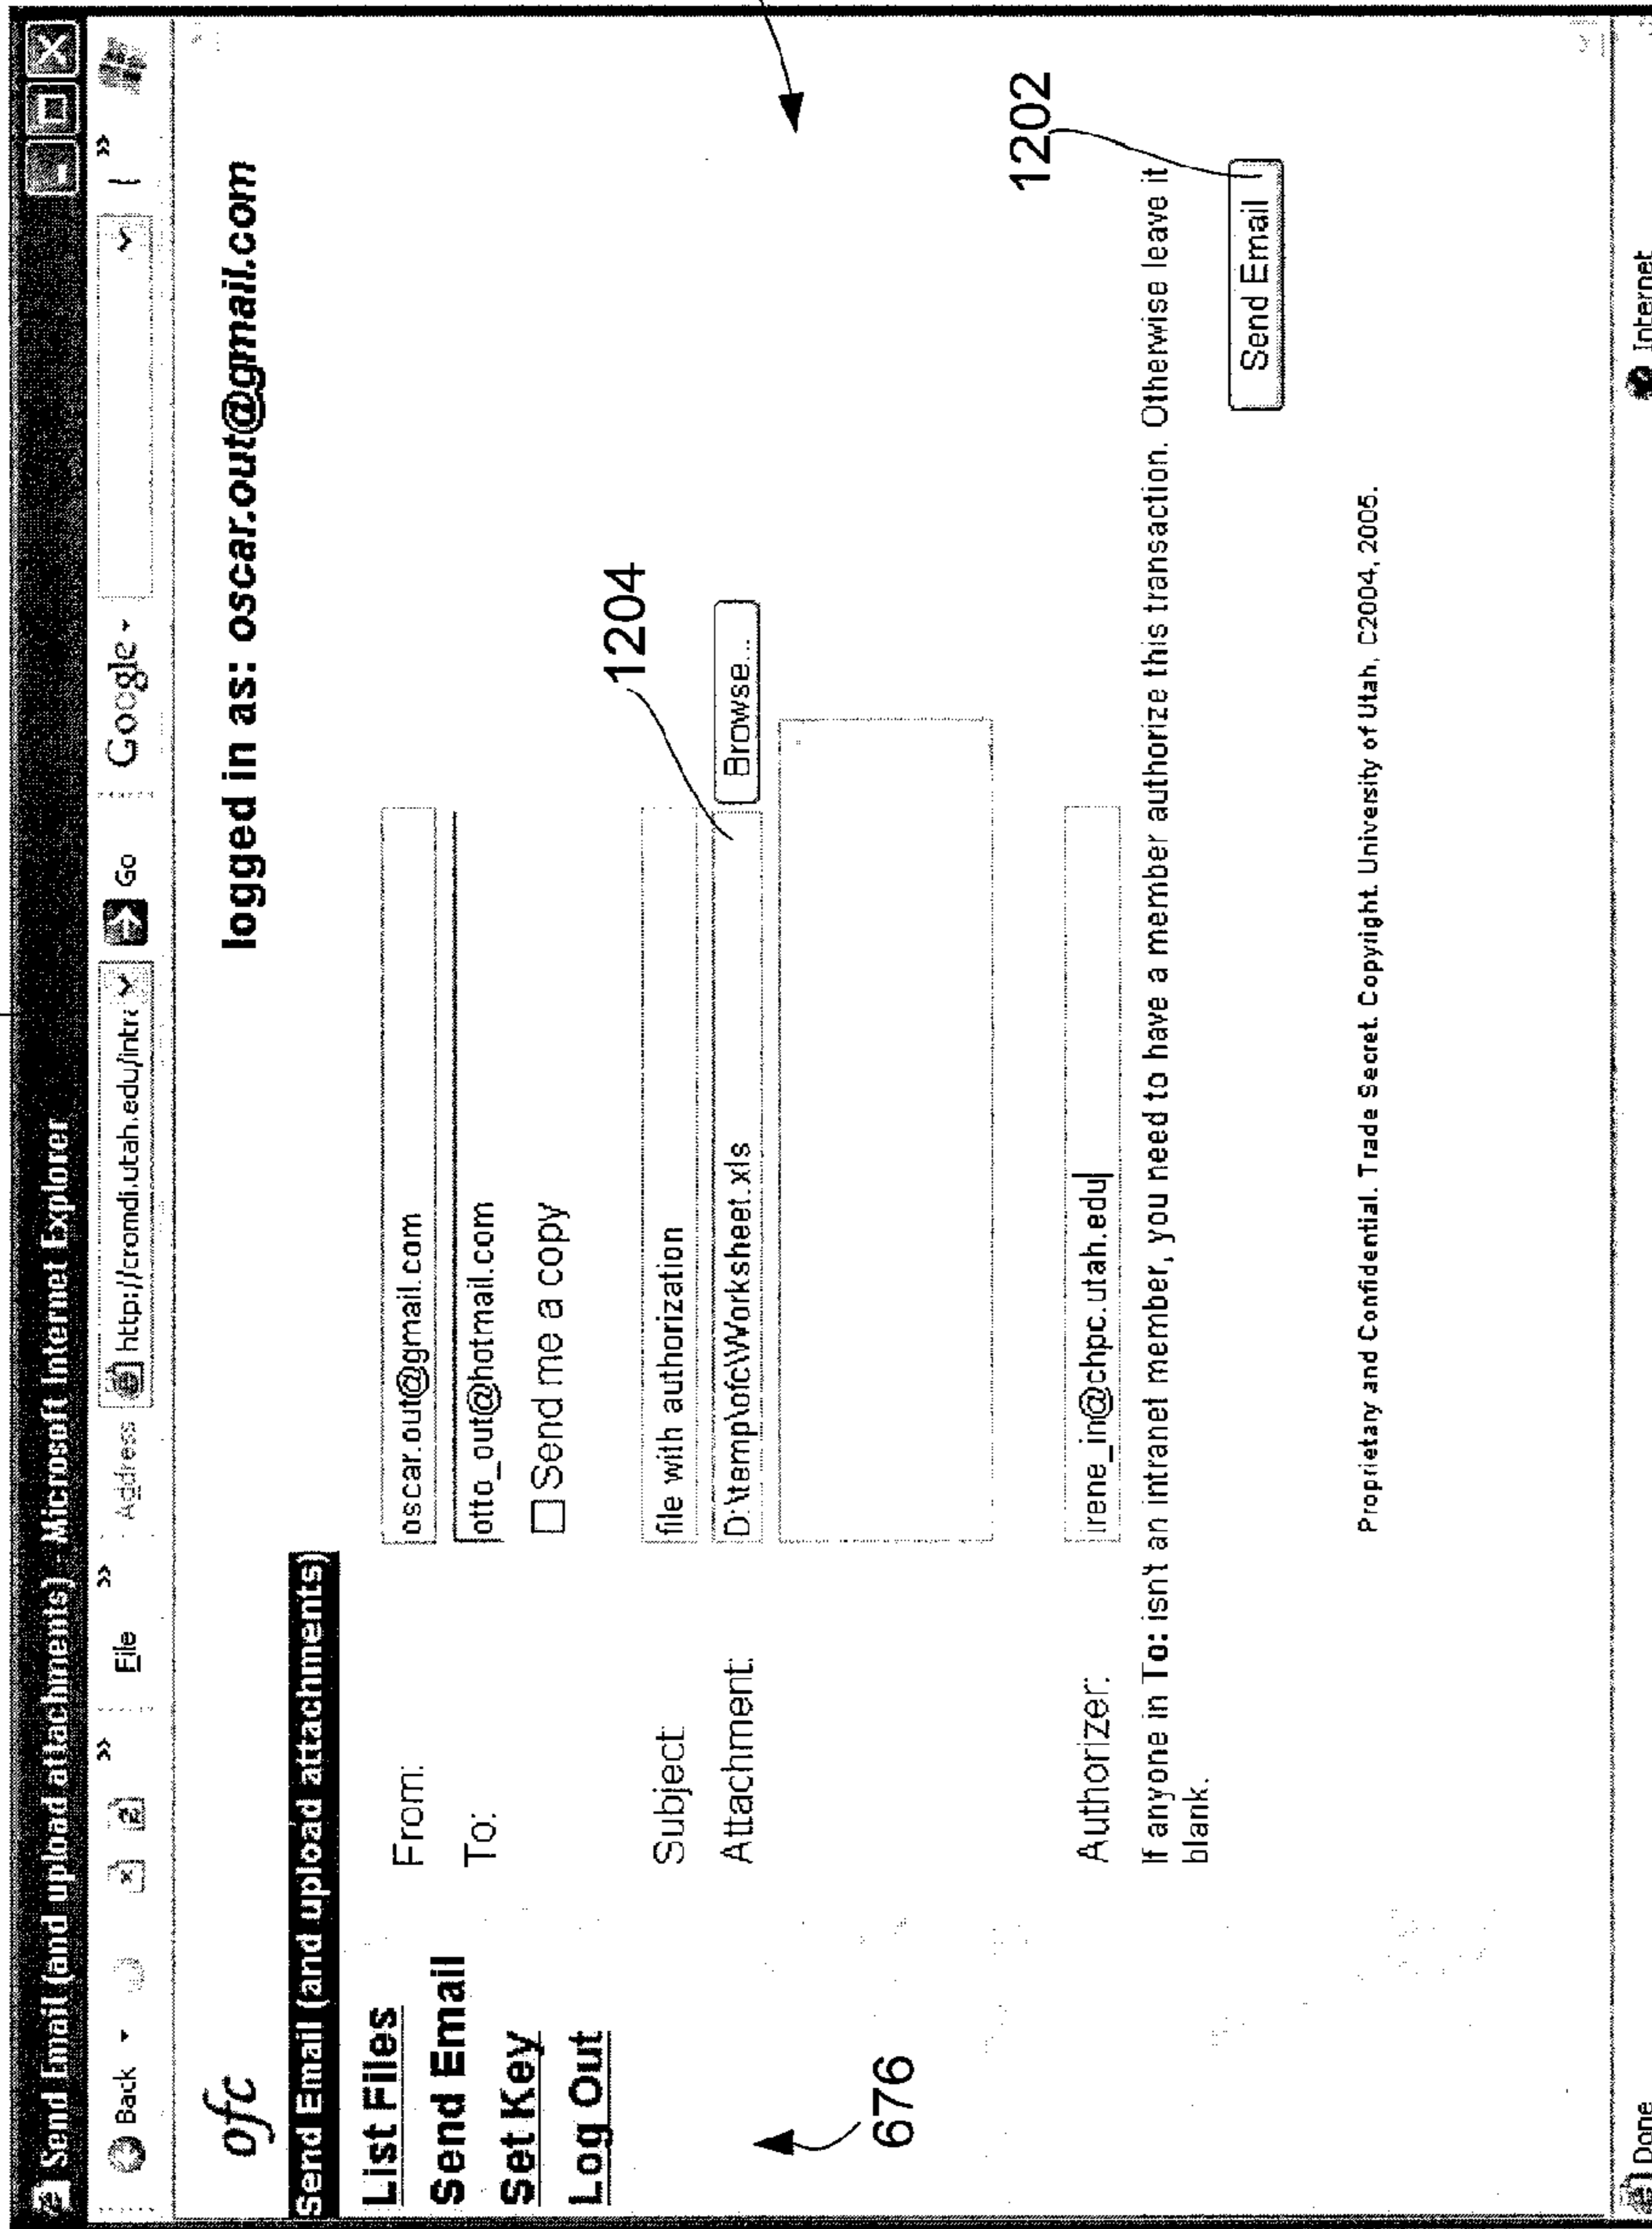 Send Email (and upload attachments) - Microsoft Internet Explorer
Back » File » Address http://cromdi.utah.edu/intra Go Google »
ofc
logged in as: oscar.out@gmail.com
Send Email (and upload attachments)
List Files
Send Email
Set Key
Log Out
676
From: oscar.out@gmail.com
To: otto_out@hotmail.com
Send me a copy
1204
Subject: file with authorization
Attachment: D:\temp\ofc\Worksheet.xls Browse...
Authorizer: irene_in@chpc.utah.edu
If anyone in To: isn't an intranet member, you need to have a member authorize this transaction. Otherwise leave it
blank.
1202
Send Email
Proprietary and Confidential. Trade Secret. Copyright. University of Utah, C2004, 2005.
Done Internet